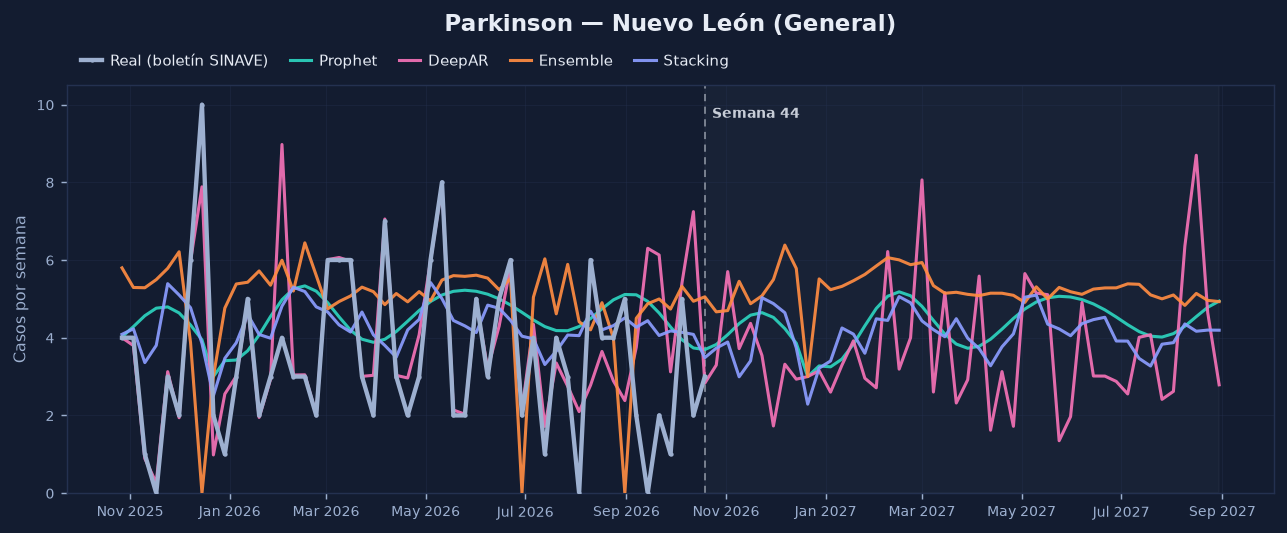 Parkinson — Nuevo León (General)
Real (boletín SINAVE) Prophet DeepAR Ensemble Stacking
Semana 44
Casos por semana
10
8
6
4
2
0
Nov 2025 Jan 2026 Mar 2026 May 2026 Jul 2026 Sep 2026 Nov 2026 Jan 2027 Mar 2027 May 2027 Jul 2027 Sep 2027